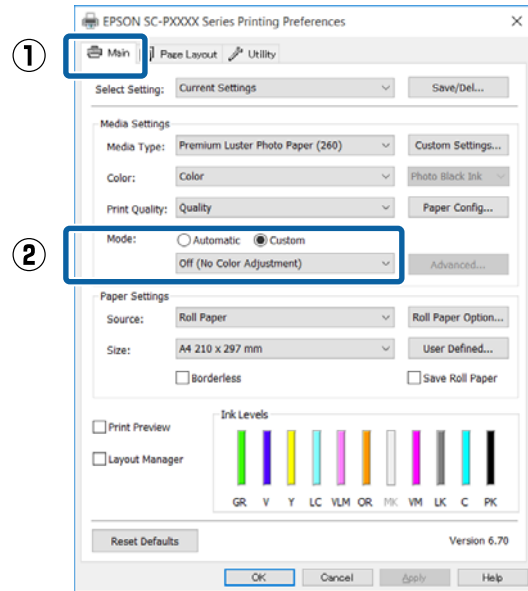 EPSON SC-PXXXX Series Printing Preferences
①
Main Page Layout Utility
Select Setting: Current Settings Save/Del...
Media Settings
Media Type: Premium Luster Photo Paper (260) Custom Settings...
Color: Color Photo Black Ink
Print Quality: Quality Paper Config...
②
Mode: Automatic Custom
Off (No Color Adjustment) Advanced...
Paper Settings
Source: Roll Paper Roll Paper Option...
Size: A4 210 x 297 mm User Defined...
Borderless Save Roll Paper
Ink Levels
Print Preview
Layout Manager
GR V Y LC VLM OR MK VM LK C PK
Reset Defaults Version 6.70
OK Cancel Apply Help